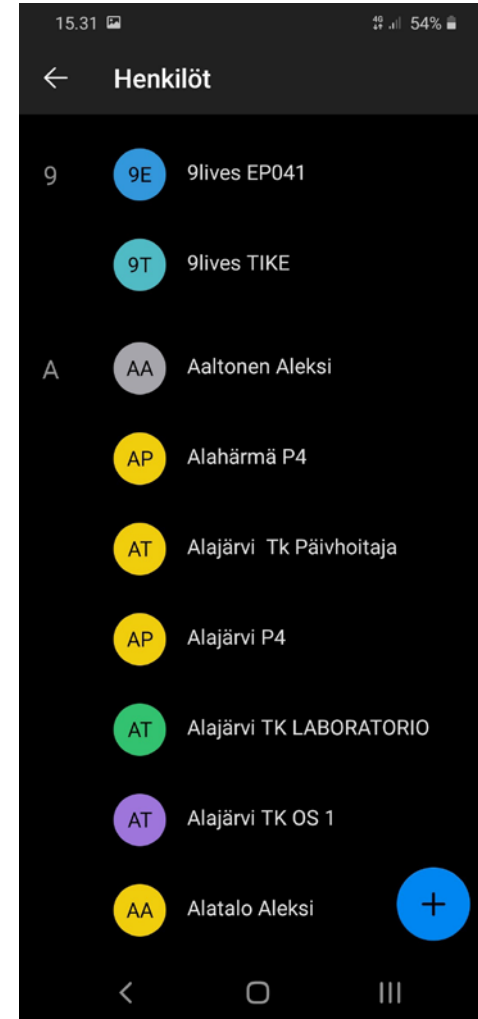 15.31 4G 54%
Henkilöt
9 9E 9lives EP041
9T 9lives TIKE
A AA Aaltonen Aleksi
AP Alahärmä P4
AT Alajärvi  Tk Päivhoitaja
AP Alajärvi P4
AT Alajärvi TK LABORATORIO
AT Alajärvi TK OS 1
AA Alatalo Aleksi +